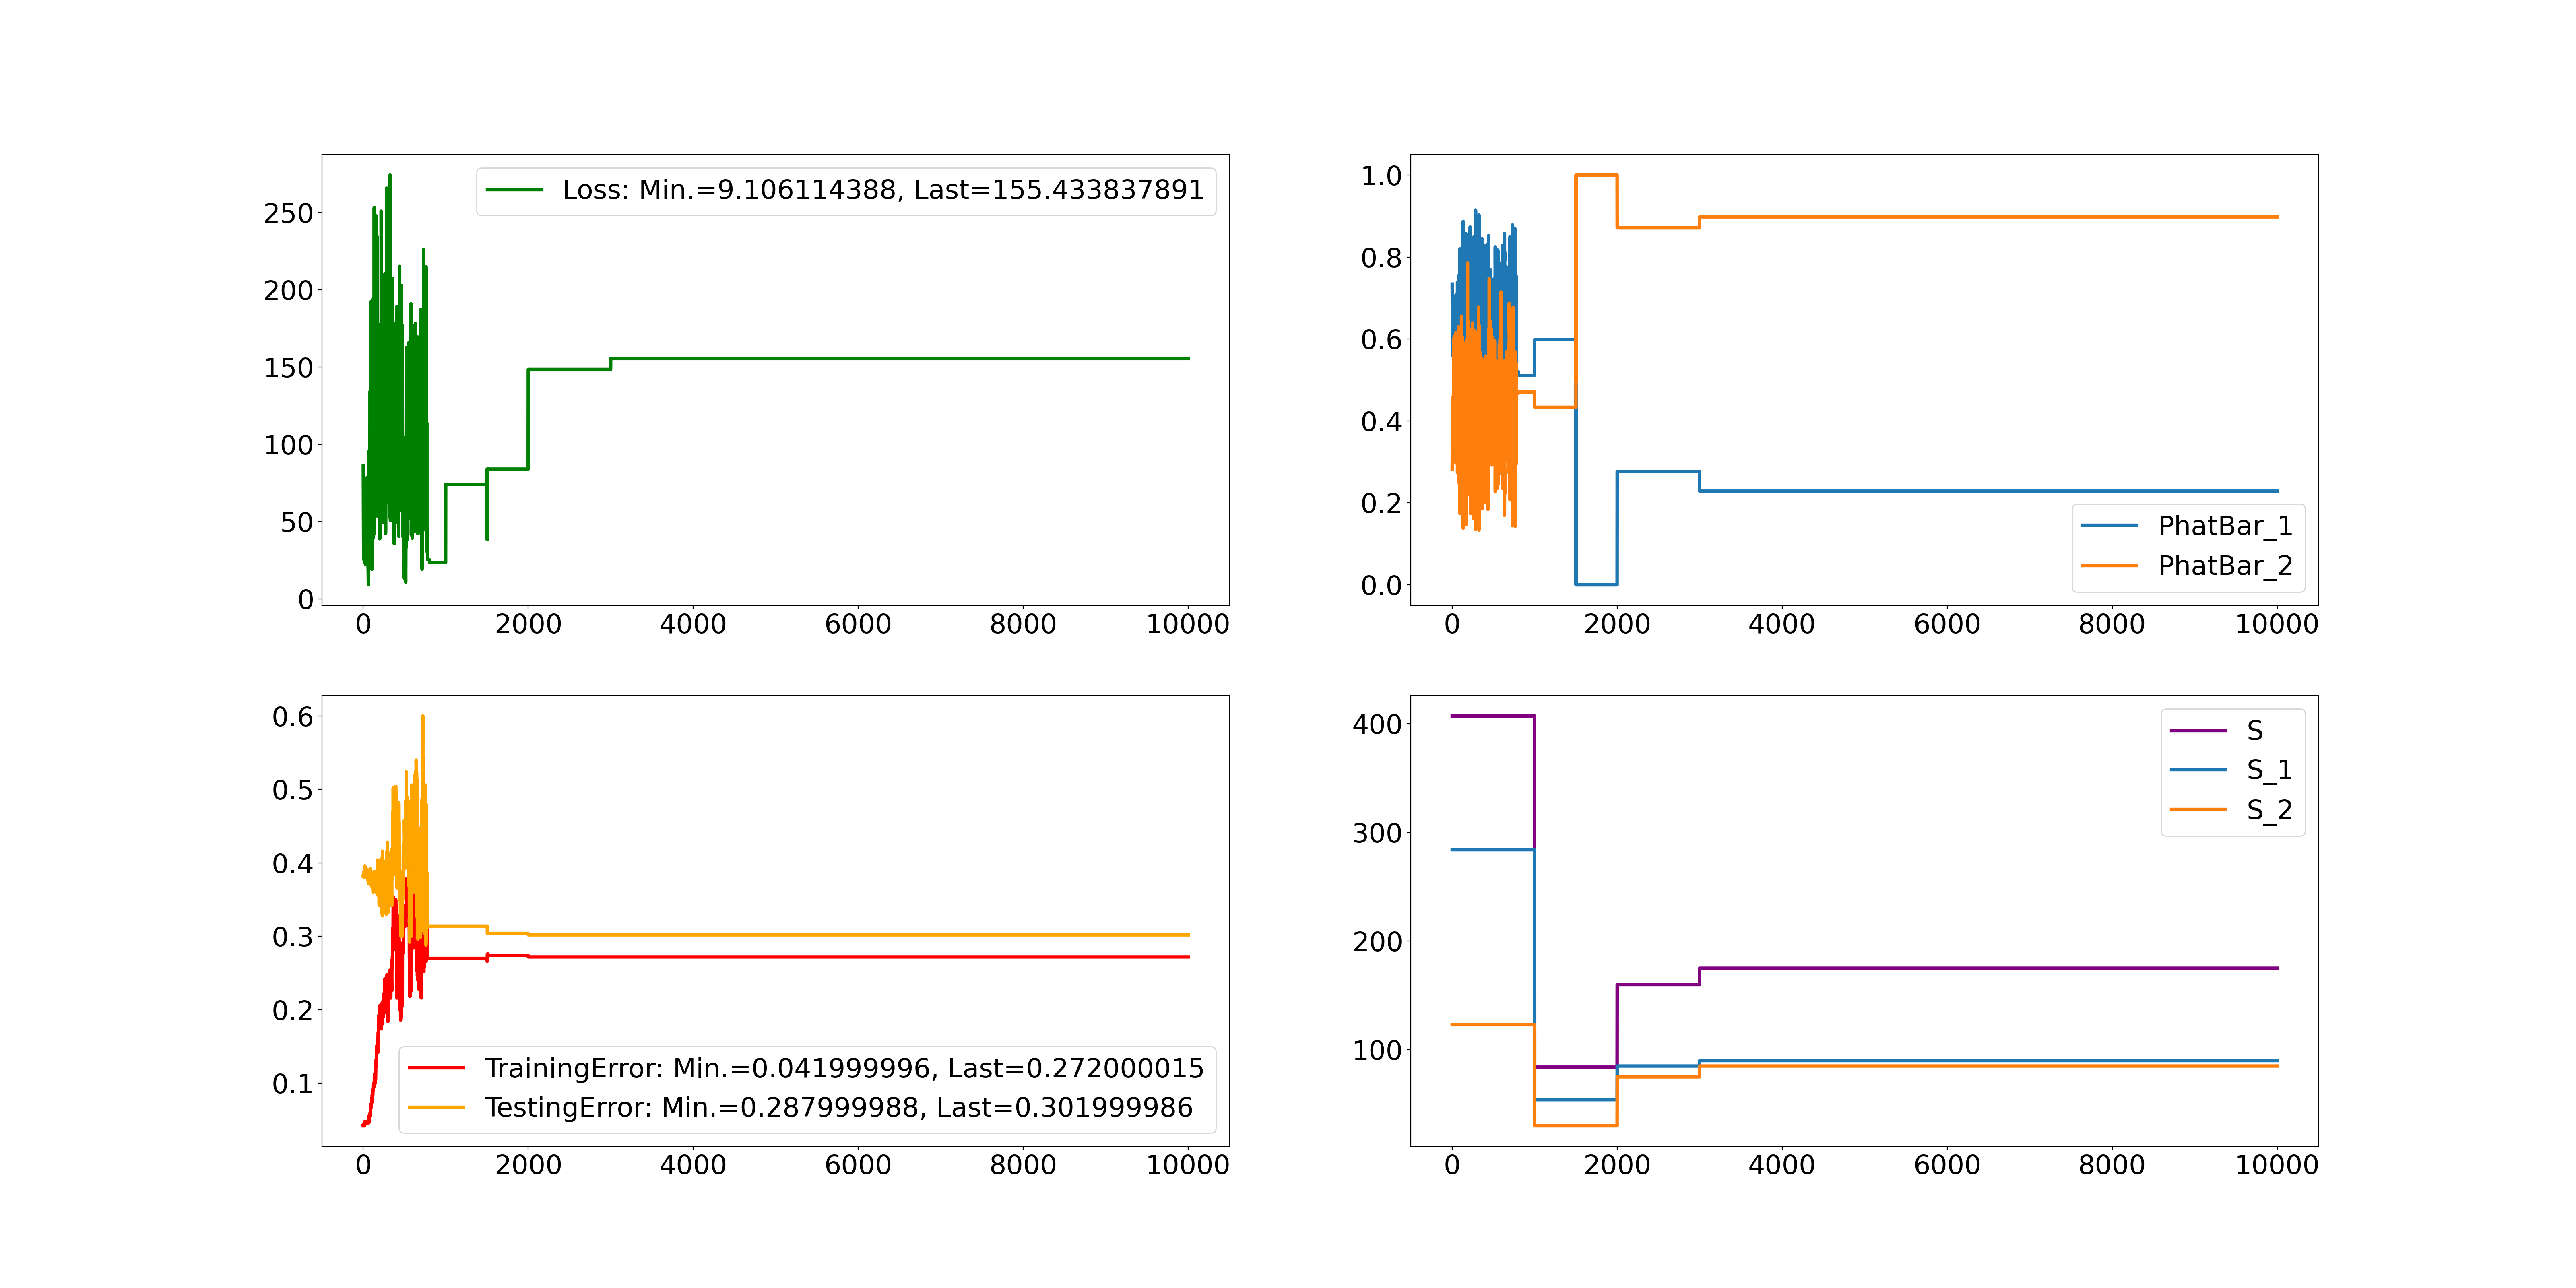 Loss: Min.=9.106114388, Last=155.433837891
250
200
150
100
50
0
0 2000 4000 6000 8000 10000
1.0
0.8
0.6
0.4
0.2
0.0
PhatBar_1
PhatBar_2
0 2000 4000 6000 8000 10000
0.6
0.5
0.4
0.3
0.2
0.1
TrainingError: Min.=0.041999996, Last=0.272000015
TestingError: Min.=0.287999988, Last=0.301999986
0 2000 4000 6000 8000 10000
400
300
200
100
S
S_1
S_2
0 2000 4000 6000 8000 10000